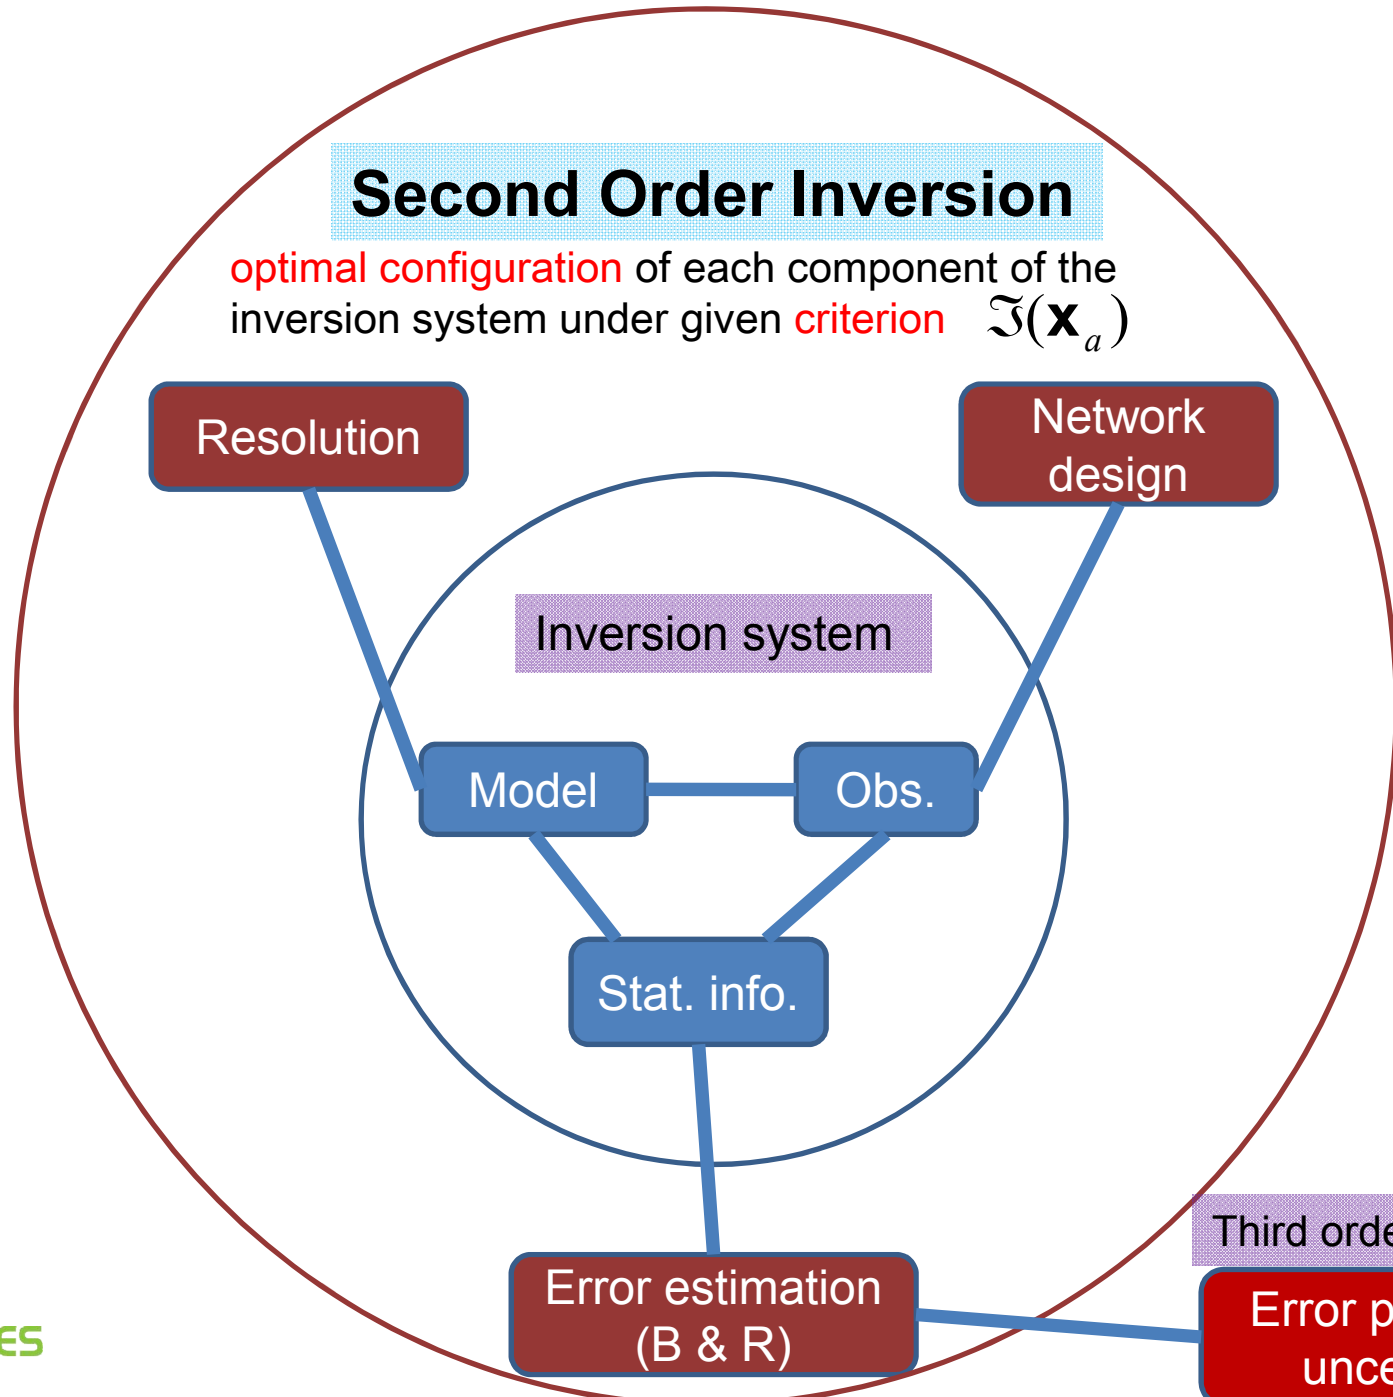 Second Order Inversion
optimal configuration of each component of the
inversion system under given criterion ℑ(𝐱ₐ)
Resolution
Network
design
Inversion system
Model
Obs.
Stat. info.
Third orde
Error estimation
(B & R)
Error p
unce
ES